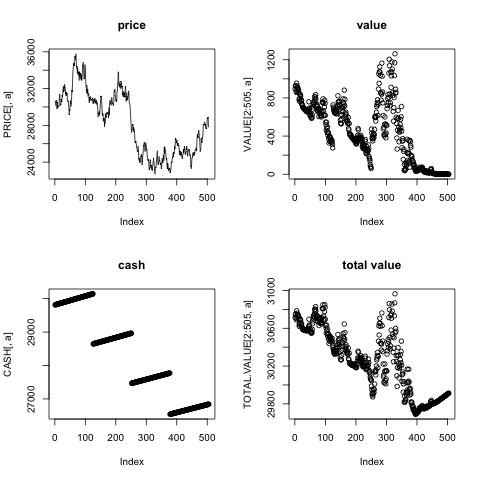 price
PRICE[, a]
24000 28000 32000 36000
0 100 200 300 400 500
Index
value
VALUE[2:505, a]
0 400 800 1200
0 100 200 300 400 500
Index
cash
CASH[, a]
27000 29000
0 100 200 300 400 500
Index
total value
TOTAL.VALUE[2:505, a]
29800 30200 30600 31000
0 100 200 300 400 500
Index